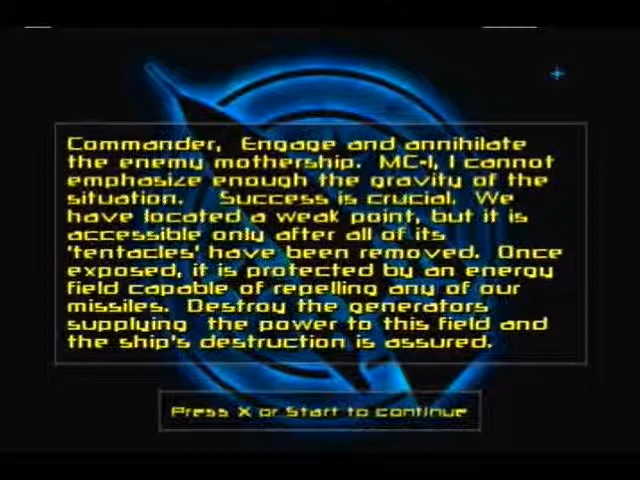 Commander, Engage and annihilate
the enemy mothership. MC-1, I cannot
emphasize enough the gravity of the
situation. Success is crucial. We
have located a weak point, but it is
accessible only after all of its
'tentacles' have been removed. Once
exposed, it is protected by an energy
field capable of repelling any of our
missiles. Destroy the generators
supplying the power to this field and
the ship's destruction is assured.
Press X or Start to continue